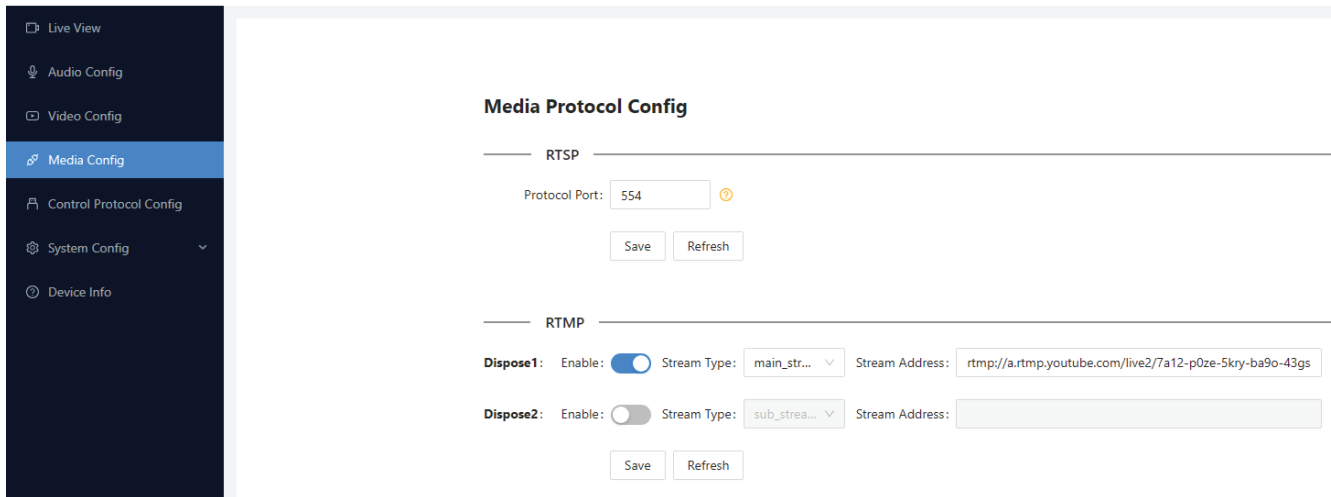 Live View
Audio Config
Video Config
Media Config
Control Protocol Config
System Config
Device Info
Media Protocol Config
RTSP
Protocol Port: 554
Save Refresh
RTMP
Dispose1: Enable: Stream Type: main_str... Stream Address: rtmp://a.rtmp.youtube.com/live2/7a12-p0ze-5kry-ba9o-43gs
Dispose2: Enable: Stream Type: sub_strea... Stream Address:
Save Refresh